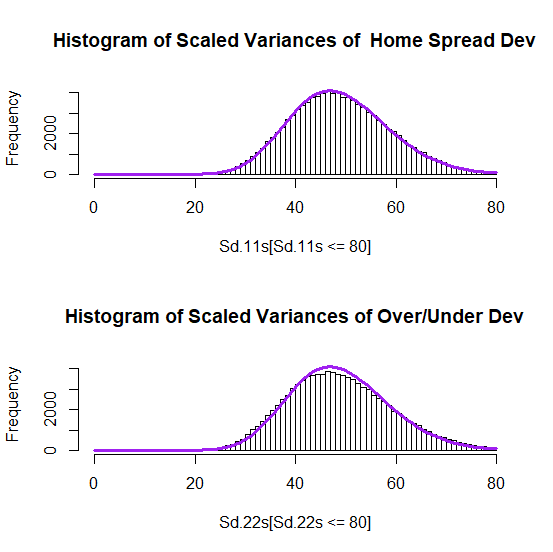 Histogram of Scaled Variances of  Home Spread Dev
Frequency
2000
0
0 20 40 60 80
Sd.11s[Sd.11s <= 80]
Histogram of Scaled Variances of Over/Under Dev
Frequency
2000
0
0 20 40 60 80
Sd.22s[Sd.22s <= 80]